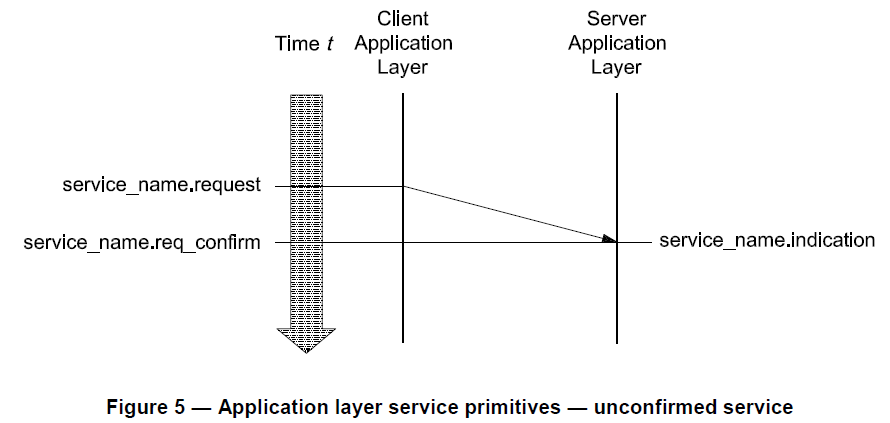 Time t
Client
Application
Layer
Server
Application
Layer
service_name.request
service_name.req_confirm
service_name.indication
Figure 5 — Application layer service primitives — unconfirmed service